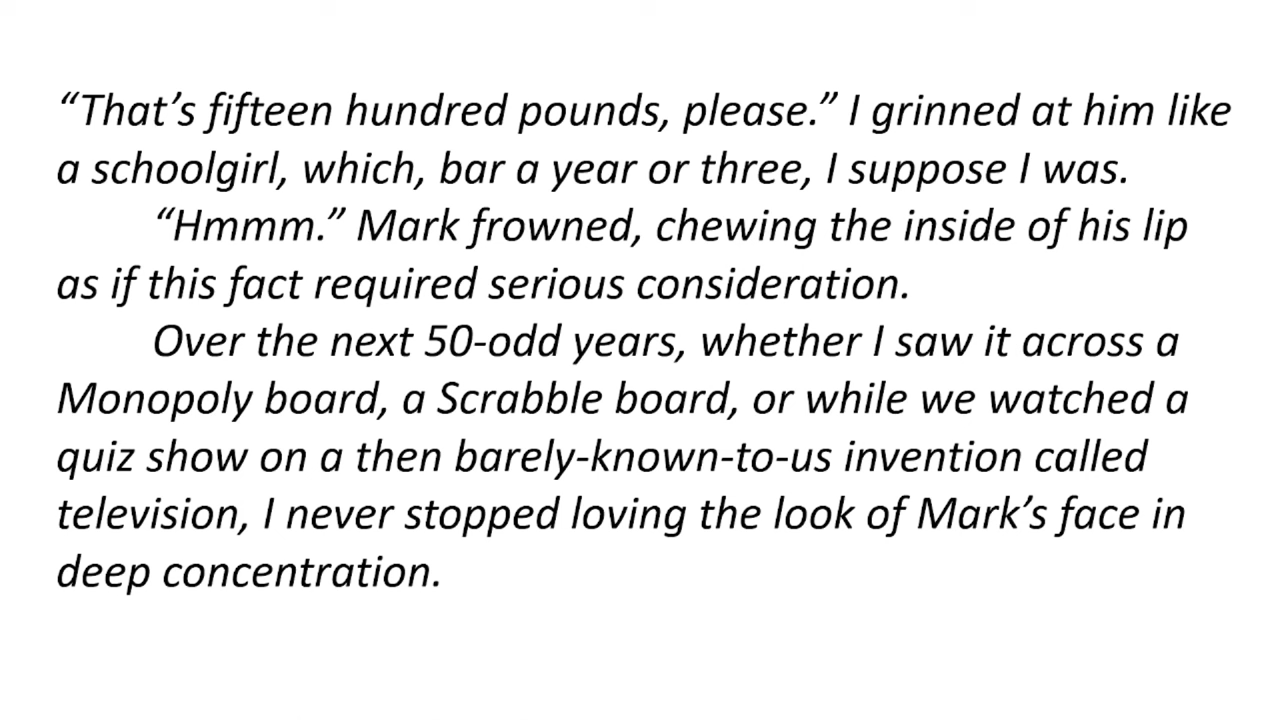 “That’s fifteen hundred pounds, please.” I grinned at him like
a schoolgirl, which, bar a year or three, I suppose I was.
“Hmmm.” Mark frowned, chewing the inside of his lip
as if this fact required serious consideration.
Over the next 50-odd years, whether I saw it across a
Monopoly board, a Scrabble board, or while we watched a
quiz show on a then barely-known-to-us invention called
television, I never stopped loving the look of Mark’s face in
deep concentration.